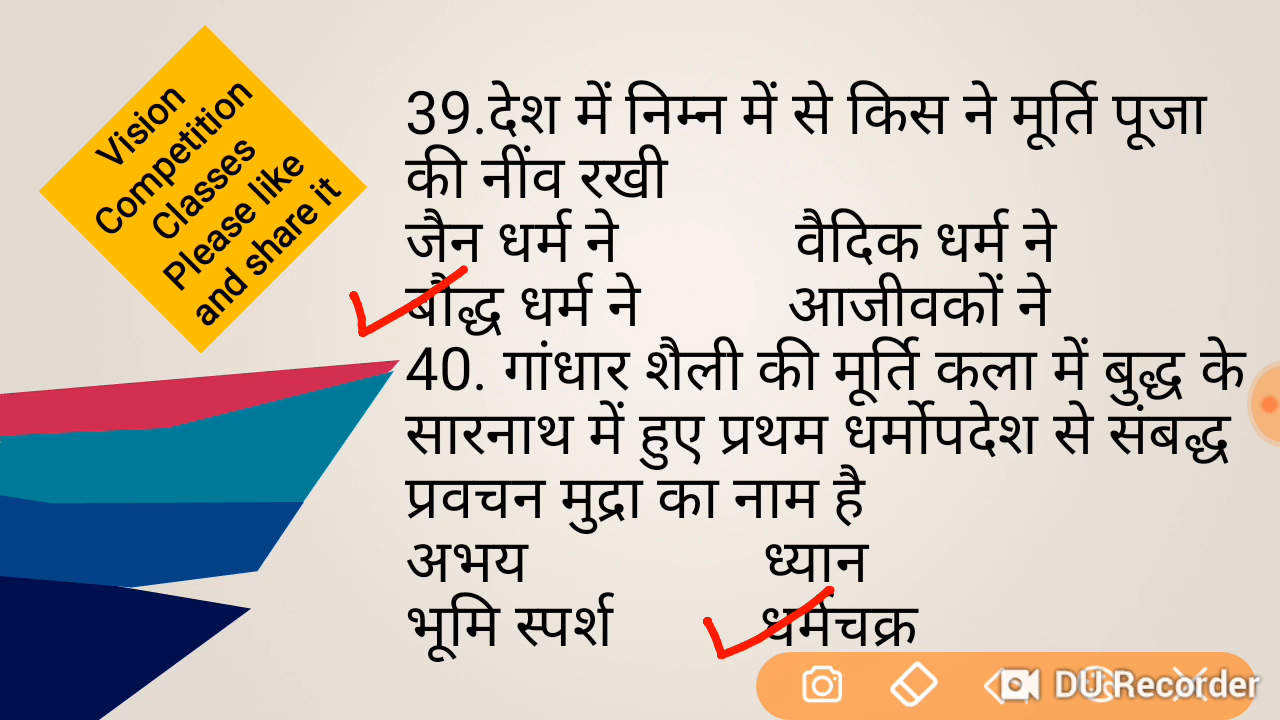 Vision
Competition
Classes
Please like
and share it
39.देश में निम्न में से किस ने मूर्ति पूजा
की नींव रखी
जैन धर्म ने वैदिक धर्म ने
बौद्ध धर्म ने आजीवकों ने
40. गांधार शैली की मूर्ति कला में बुद्ध के
सारनाथ में हुए प्रथम धर्मोपदेश से संबद्ध
प्रवचन मुद्रा का नाम है
अभय ध्यान
भूमि स्पर्श धर्मचक्र
DU Recorder